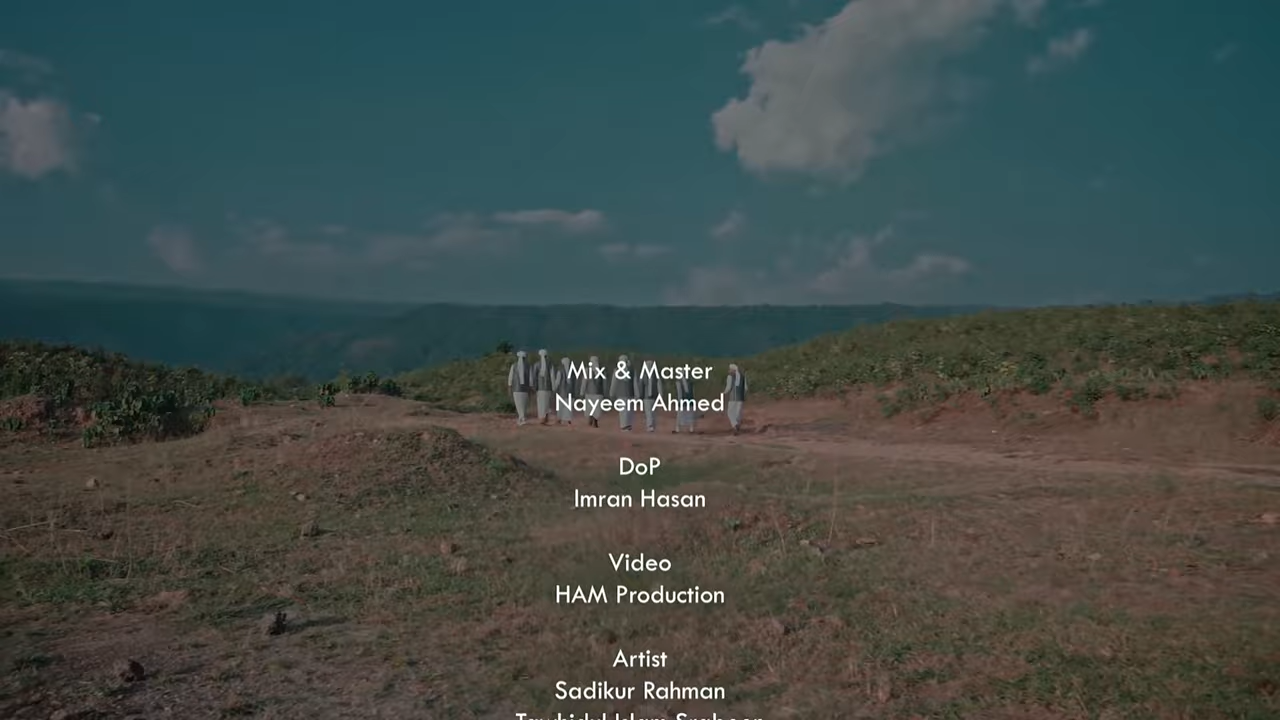 Mix & Master
Nayeem Ahmed
DoP
Imran Hasan
Video
HAM Production
Artist
Sadikur Rahman